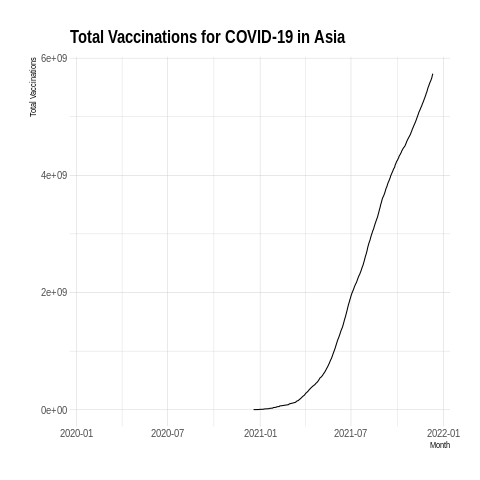 Total Vaccinations for COVID-19 in Asia
Total Vaccinations
6e+09
4e+09
2e+09
0e+00
2020-01 2020-07 2021-01 2021-07 2022-01
Month